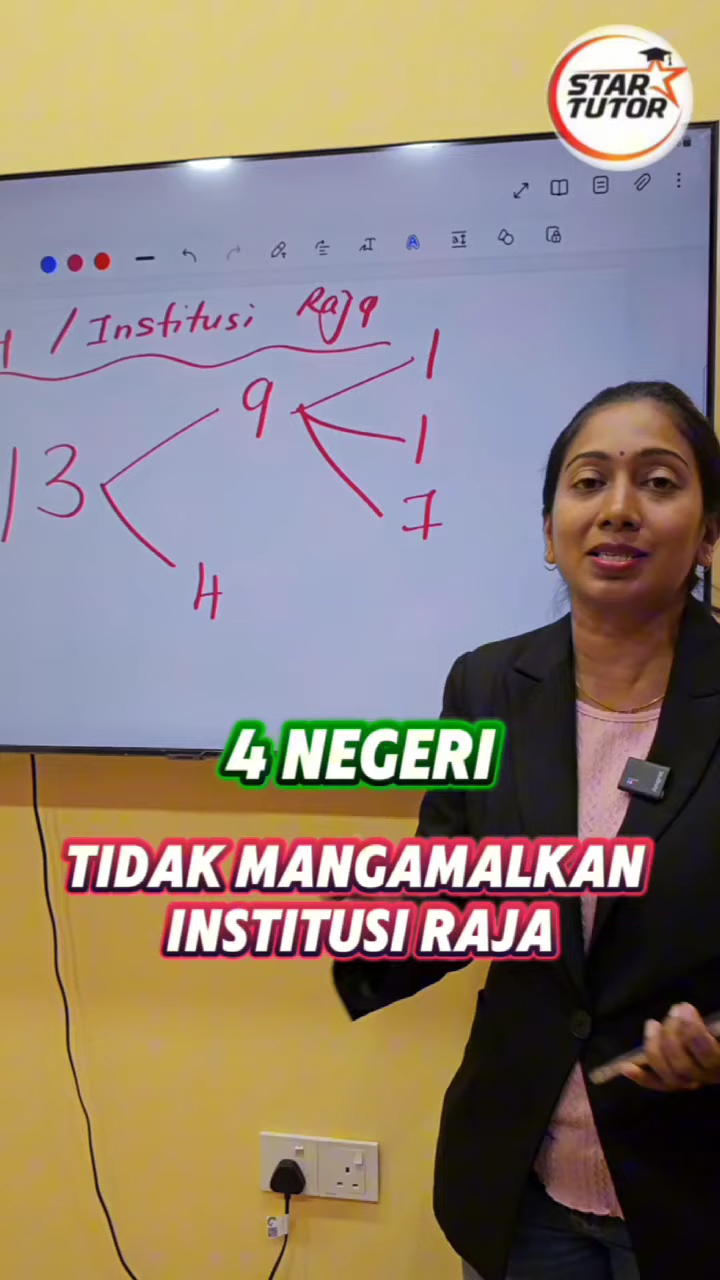 STAR
TUTOR
/ Institusi Raja
13
9
4
1
1
7
4 NEGERI
TIDAK MANGAMALKAN
INSTITUSI RAJA